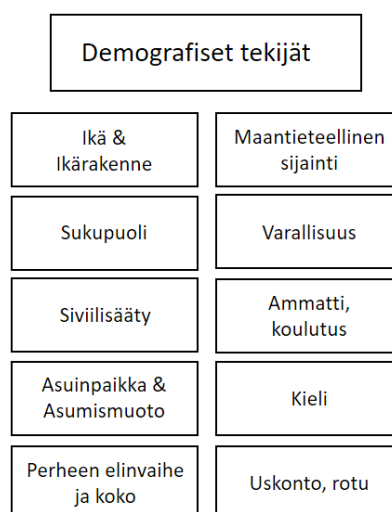 Demografiset tekijät
Ikä &
Ikärakenne
Maantieteellinen
sijainti
Sukupuoli
Varallisuus
Siviilisääty
Ammatti,
koulutus
Asuinpaikka &
Asumismuoto
Kieli
Perheen elinvaihe
ja koko
Uskonto, rotu